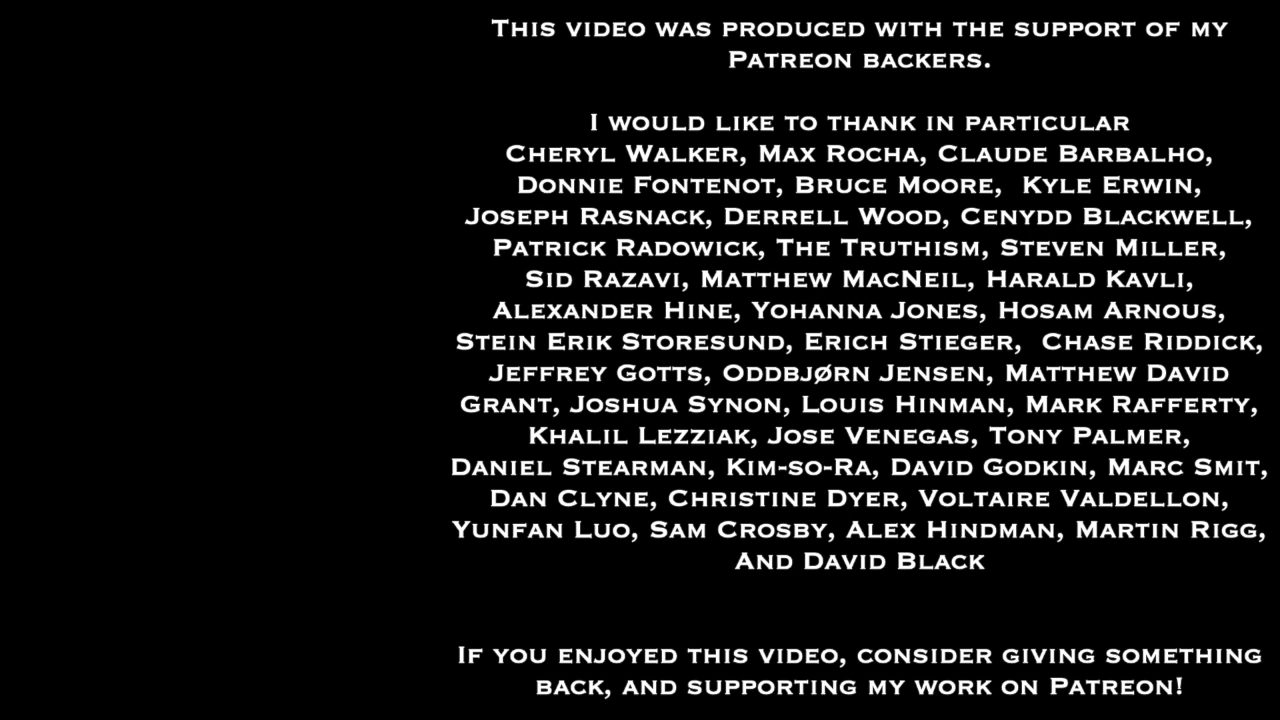 This video was produced with the support of my
Patreon backers.
I would like to thank in particular
Cheryl Walker, Max Rocha, Claude Barbalho,
Donnie Fontenot, Bruce Moore,  Kyle Erwin,
Joseph Rasnack, Derrell Wood, Cenydd Blackwell,
Patrick Radowick, The Truthism, Steven Miller,
Sid Razavi, Matthew MacNeil, Harald Kavli,
Alexander Hine, Yohanna Jones, Hosam Arnous,
Stein Erik Storesund, Erich Stieger,  Chase Riddick,
Jeffrey Gotts, Oddbjørn Jensen, Matthew David
Grant, Joshua Synon, Louis Hinman, Mark Rafferty,
Khalil Lezziak, Jose Venegas, Tony Palmer,
Daniel Stearman, Kim-so-Ra, David Godkin, Marc Smit,
Dan Clyne, Christine Dyer, Voltaire Valdellon,
Yunfan Luo, Sam Crosby, Alex Hindman, Martin Rigg,
And David Black
If you enjoyed this video, consider giving something
back, and supporting my work on Patreon!